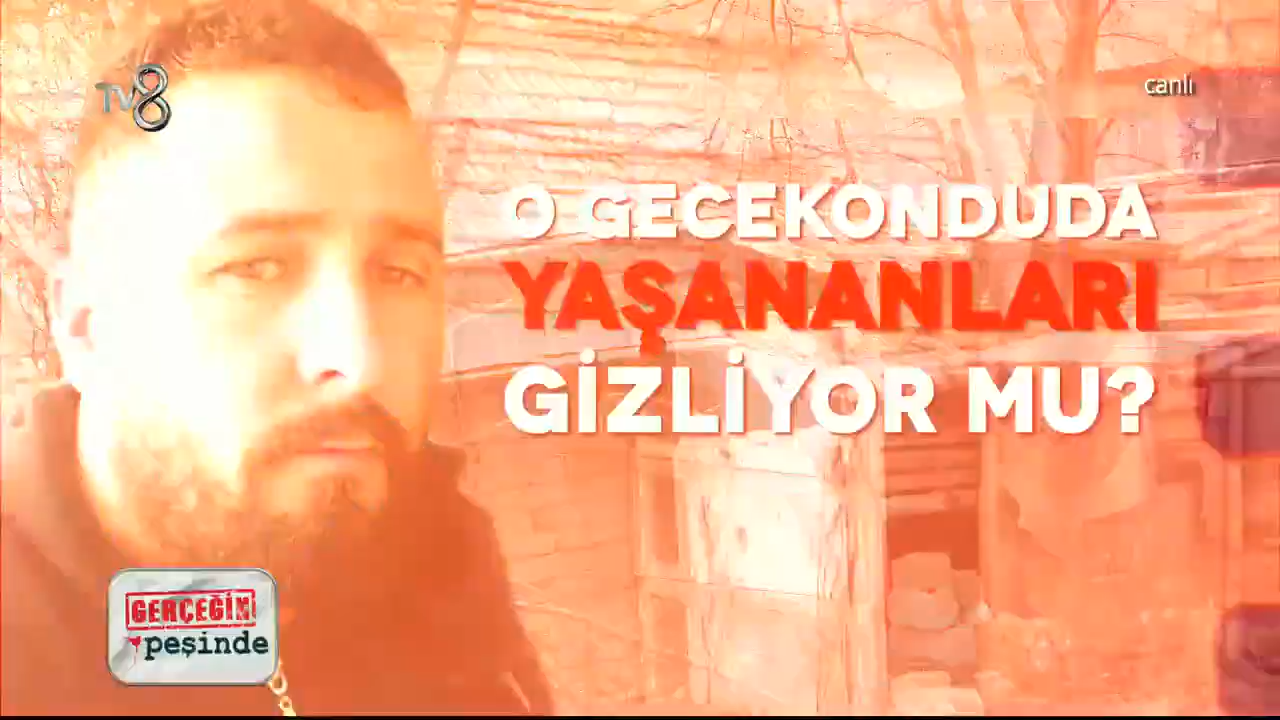 TV8
canlı
O GECEKONDUDA
YAŞANANLARI
GİZLİYOR MU?
GERÇEĞİN
peşinde